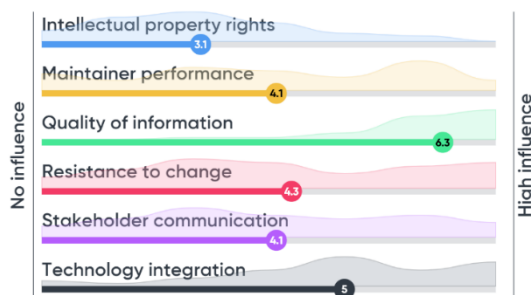 No influence
Intellectual property rights
3.1
Maintainer performance
4.1
Quality of information
6.3
Resistance to change
4.3
Stakeholder communication
4.1
Technology integration
5
High influence